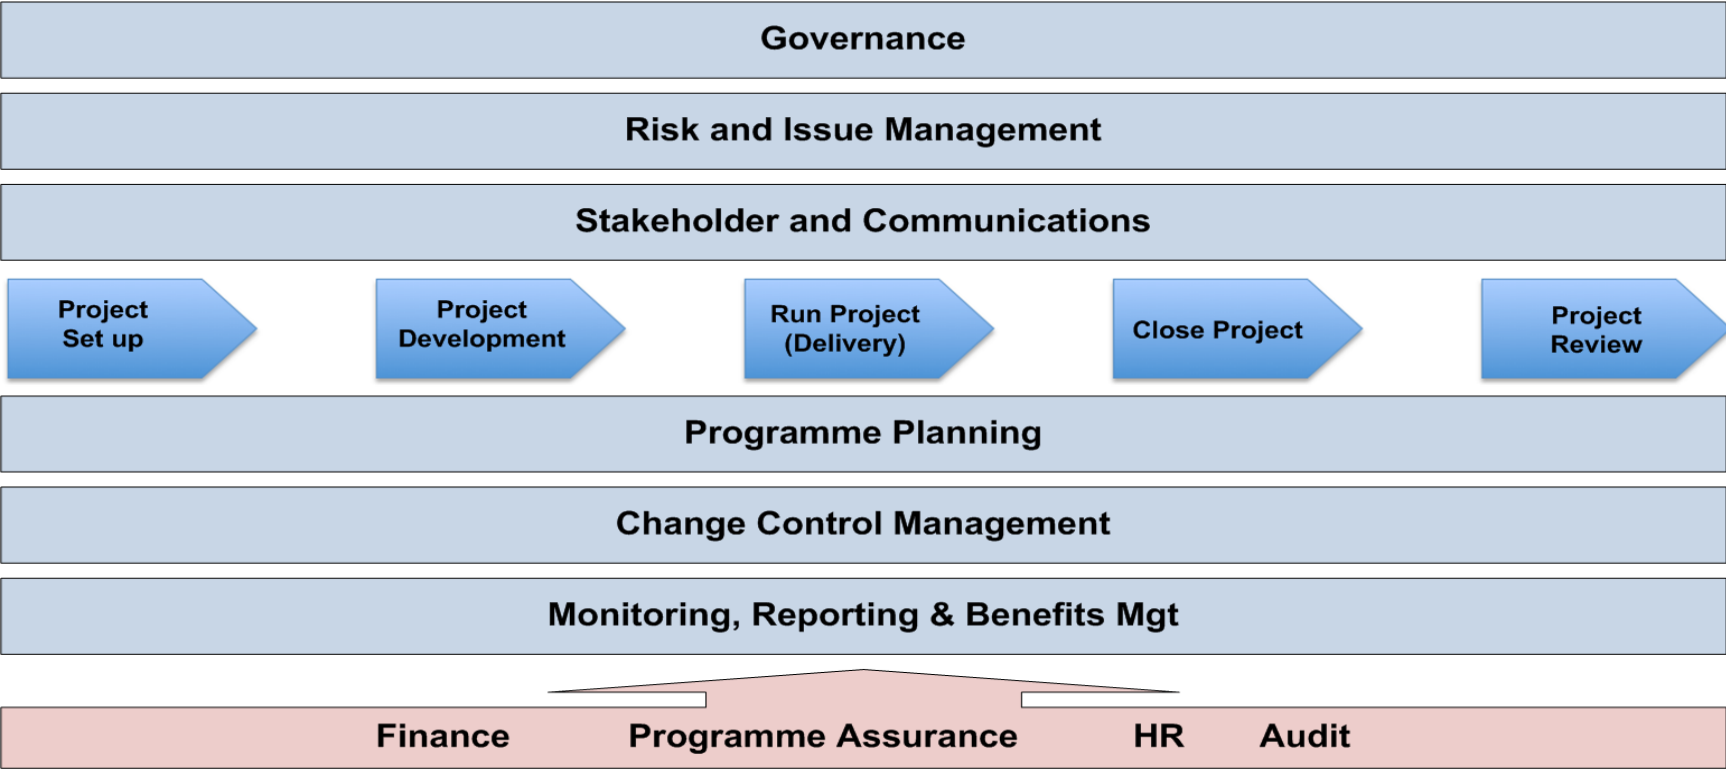 Governance
Risk and Issue Management
Stakeholder and Communications
Project
Set up
Project
Development
Run Project
(Delivery)
Close Project
Project
Review
Programme Planning
Change Control Management
Monitoring, Reporting & Benefits Mgt
Finance Programme Assurance HR Audit